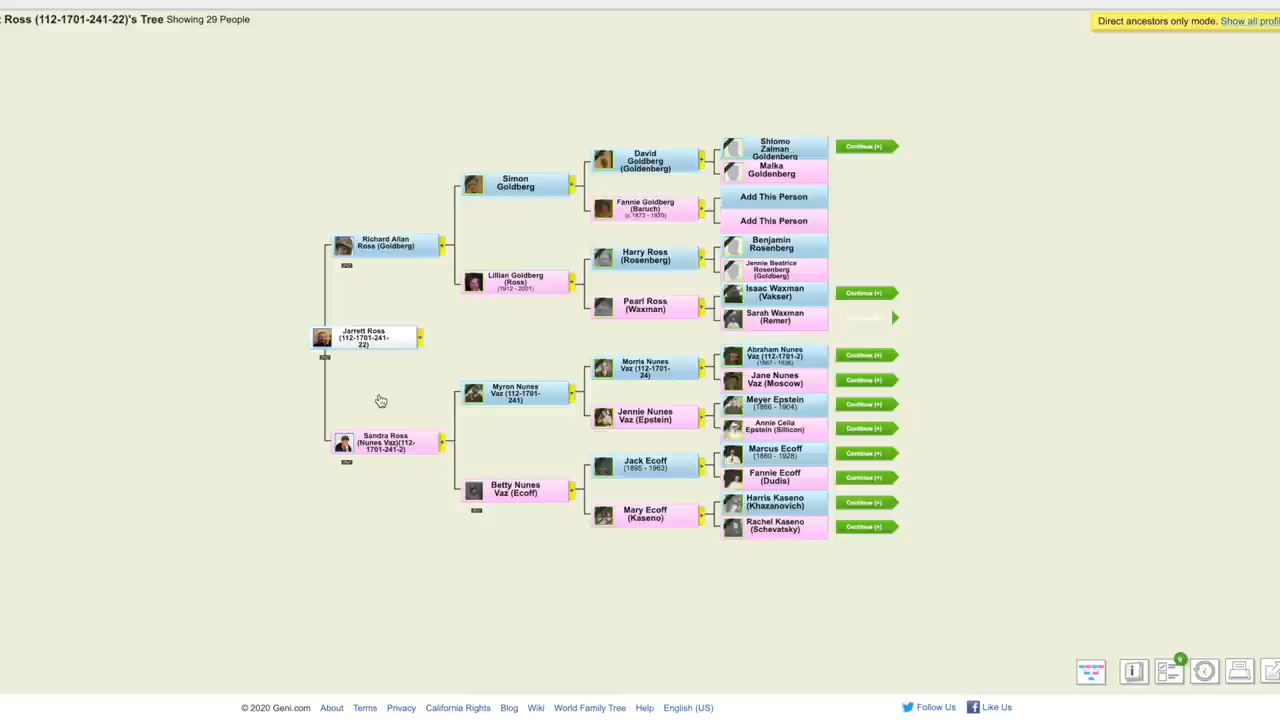 t Ross (112-1701-241-22)'s Tree Showing 29 People
Direct ancestors only mode. Show all profil
Shlomo
Zalman
Goldenberg
Continue (+)
David
Goldberg
(Goldenberg)
Malka
Goldenberg
Simon
Goldberg
Add This Person
Fannie Goldberg
(Baruch)
(c.1872 - 1920)
Add This Person
Richard Allan
Ross (Goldberg)
Benjamin
Rosenberg
Harry Ross
(Rosenberg)
Jennie Beatrice
Rosenberg
(Goldberg)
Lillian Goldberg
(Ross)
(1912 - 2001)
Isaac Waxman
(Vakser)
Continue (+)
Pearl Ross
(Waxman)
Sarah Waxman
(Remer)
Jarrett Ross
(112-1701-241-
22)
Abraham Nunes
Vaz (112-1701-2)
(1867 - 1936)
Continue (+)
Morris Nunes
Vaz (112-1701-
24)
Jane Nunes
Vaz (Moscow)
Continue (+)
Myron Nunes
Vaz (112-1701-
241)
Meyer Epstein
(1866 - 1904)
Continue (+)
Jennie Nunes
Vaz (Epstein)
Annie Celia
Epstein (Sillicon)
Continue (+)
Sandra Ross
(Nunes Vaz)(112-
1701-241-2)
Marcus Ecoff
(1860 - 1928)
Continue (+)
Jack Ecoff
(1895 - 1963)
Fannie Ecoff
(Dudis)
Continue (+)
Betty Nunes
Vaz (Ecoff)
Harris Kaseno
(Khazanovich)
Continue (+)
Mary Ecoff
(Kaseno)
Rachel Kaseno
(Schevatsky)
Continue (+)
9
© 2020 Geni.com About Terms Privacy California Rights Blog Wiki World Family Tree Help English (US) Follow Us Like Us